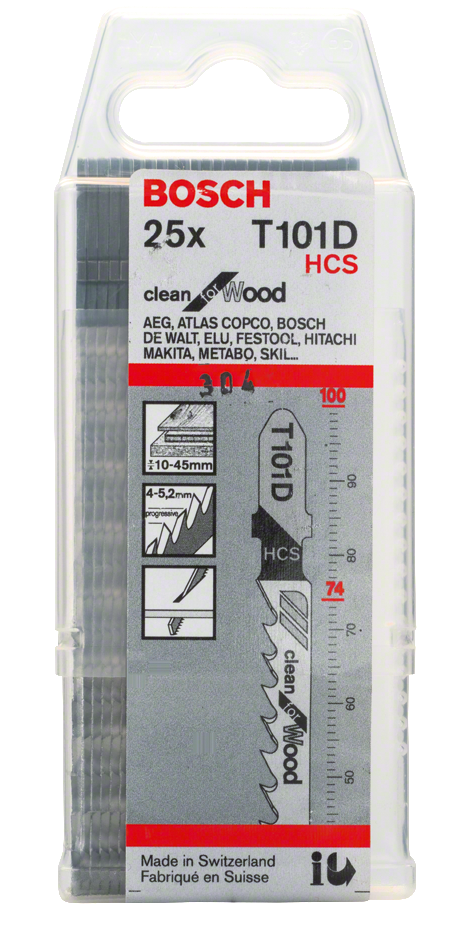 BOSCH
25x T101D
HCS
clean for Wood
AEG, ATLAS COPCO, BOSCH
DE WALT, ELU, FESTOOL, HITACHI
MAKITA, METABO, SKIL...
304
100
10-45mm
T101D
90
4-5,2mm
progressive
HCS
80
74
70
clean for Wood
60
50
Made in Switzerland
Fabriqué en Suisse